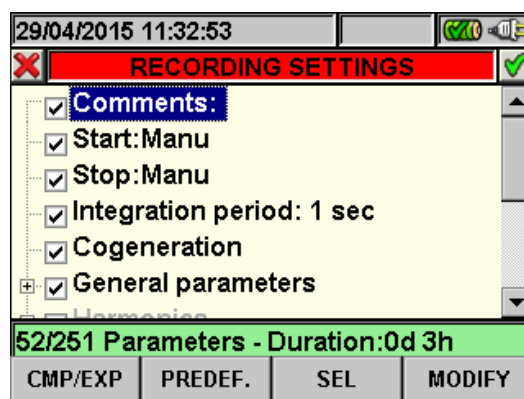 29/04/2015 11:32:53
RECORDING SETTINGS
Comments:
Start:Manu
Stop:Manu
Integration period: 1 sec
Cogeneration
General parameters
Harmonics
52/251 Parameters - Duration:0d 3h
CMP/EXP PREDEF. SEL MODIFY